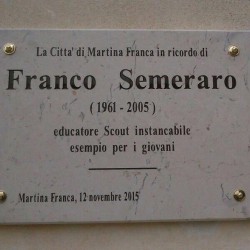 La Citta' di Martina Franca in ricordo di
Franco Semeraro
(1961 - 2005)
educatore Scout instancabile
esempio per i giovani
Martina Franca, 12 novembre 2015